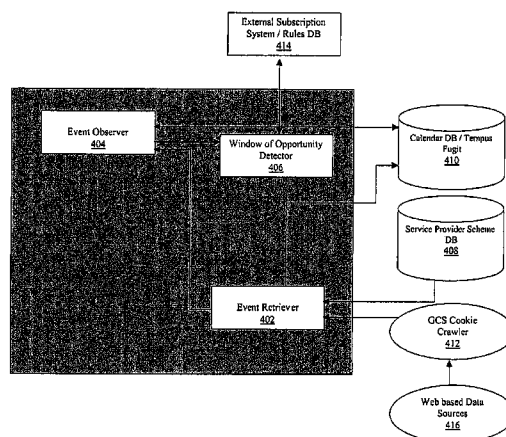 External Subscription
System / Rules DB
414
Event Observer
404
Window of Opportunity
Detector
406
Calendar DB / Tempus
Fugit
410
Service Provider Scheme
DB
408
Event Retriever
402
GCS Cookie
Crawler
412
Web based Data
Sources
416